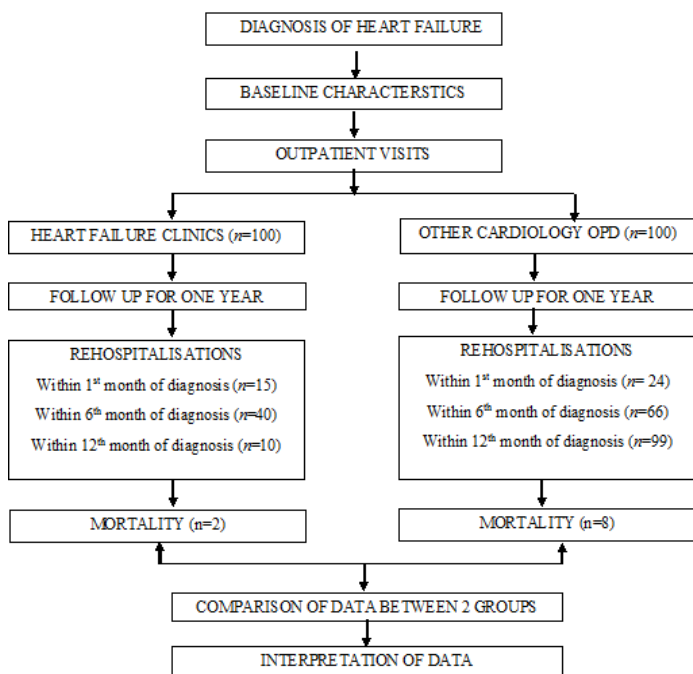 DIAGNOSIS OF HEART FAILURE
BASELINE CHARACTERSTICS
OUTPATIENT VISITS
HEART FAILURE CLINICS (n=100)
FOLLOW UP FOR ONE YEAR
REHOSPITALISATIONS
Within 1st month of diagnosis (n=15)
Within 6th month of diagnosis (n=40)
Within 12th month of diagnosis (n=10)
MORTALITY (n=2)
OTHER CARDIOLOGY OPD (n=100)
FOLLOW UP FOR ONE YEAR
REHOSPITALISATIONS
Within 1st month of diagnosis (n= 24)
Within 6th month of diagnosis (n=66)
Within 12th month of diagnosis (n=99)
MORTALITY (n=8)
COMPARISON OF DATA BETWEEN 2 GROUPS
INTERPRETATION OF DATA